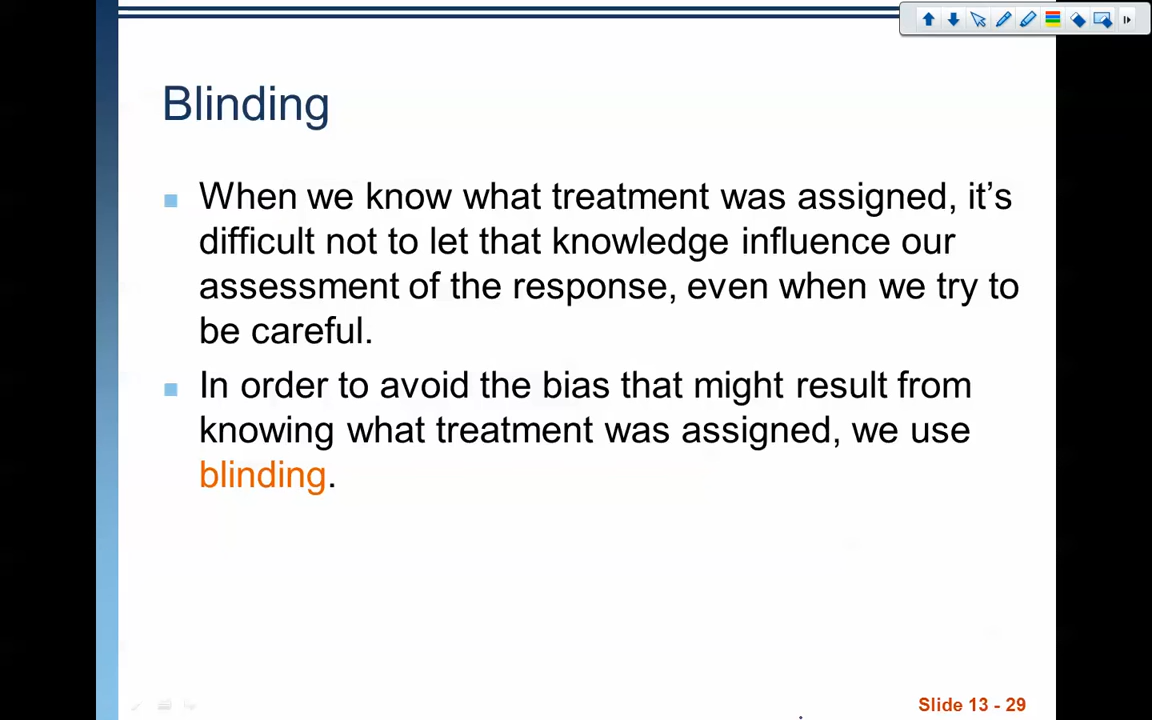 Blinding
When we know what treatment was assigned, it’s
difficult not to let that knowledge influence our
assessment of the response, even when we try to
be careful.
In order to avoid the bias that might result from
knowing what treatment was assigned, we use
blinding.
Slide 13 - 29